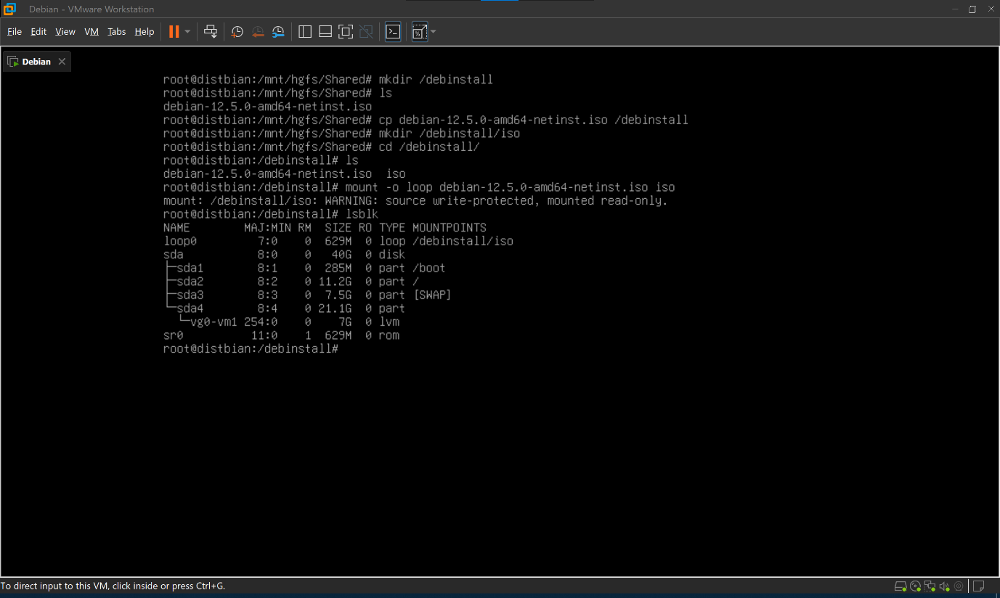 Debian - VMware Workstation
File Edit View VM Tabs Help
Debian
root@distbian:/mnt/hgfs/Shared# mkdir /debinstall
root@distbian:/mnt/hgfs/Shared# ls
debian-12.5.0-amd64-netinst.iso
root@distbian:/mnt/hgfs/Shared# cp debian-12.5.0-amd64-netinst.iso /debinstall
root@distbian:/mnt/hgfs/Shared# mkdir /debinstall/iso
root@distbian:/mnt/hgfs/Shared# cd /debinstall/
root@distbian:/debinstall# ls
debian-12.5.0-amd64-netinst.iso  iso
root@distbian:/debinstall# mount -o loop debian-12.5.0-amd64-netinst.iso iso
mount: /debinstall/iso: WARNING: source write-protected, mounted read-only.
root@distbian:/debinstall# lsblk
NAME        MAJ:MIN RM  SIZE RO TYPE MOUNTPOINTS
loop0         7:0    0  629M  0 loop /debinstall/iso
sda           8:0    0   40G  0 disk
├─sda1        8:1    0  285M  0 part /boot
├─sda2        8:2    0 11.2G  0 part /
├─sda3        8:3    0  7.5G  0 part [SWAP]
└─sda4        8:4    0 21.1G  0 part
  └─vg0-vm1 254:0    0    7G  0 lvm
sr0          11:0    1  629M  0 rom
root@distbian:/debinstall#
To direct input to this VM, click inside or press Ctrl+G.